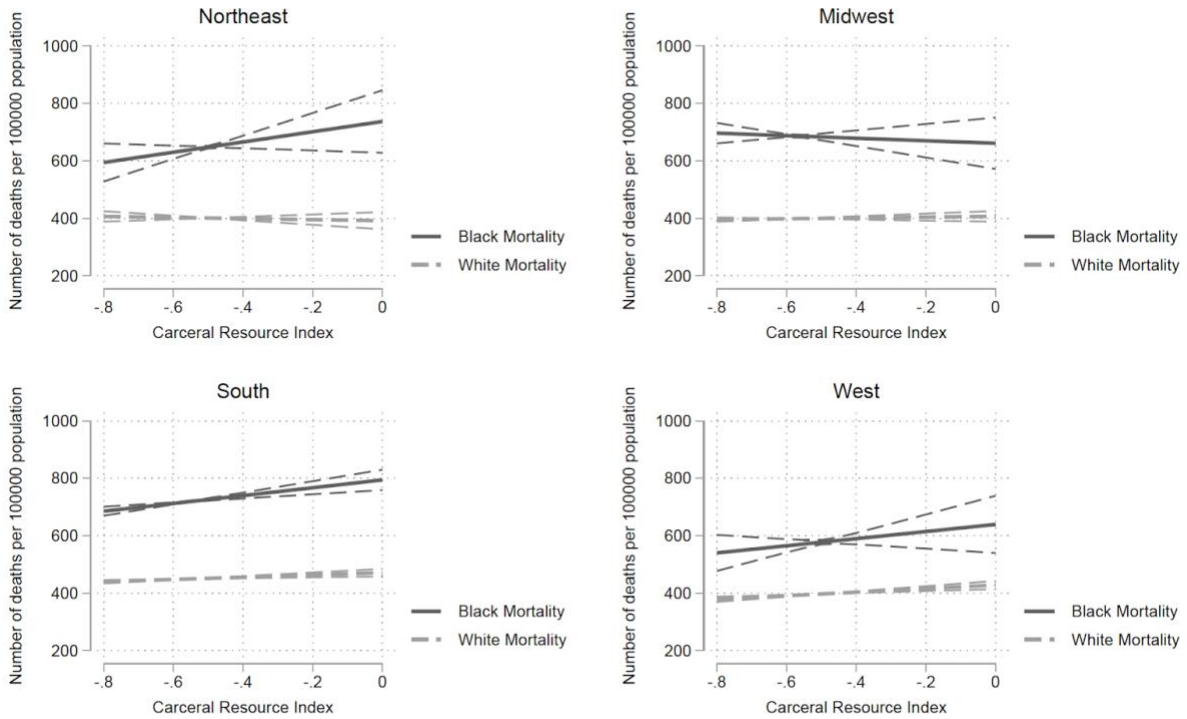 Northeast
Number of deaths per 100000 population
1000
800
600
400
200
-.8 -.6 -.4 -.2 0
Carceral Resource Index
Black Mortality
White Mortality
Midwest
Number of deaths per 100000 population
1000
800
600
400
200
-.8 -.6 -.4 -.2 0
Carceral Resource Index
Black Mortality
White Mortality
South
Number of deaths per 100000 population
1000
800
600
400
200
-.8 -.6 -.4 -.2 0
Carceral Resource Index
Black Mortality
White Mortality
West
Number of deaths per 100000 population
1000
800
600
400
200
-.8 -.6 -.4 -.2 0
Carceral Resource Index
Black Mortality
White Mortality